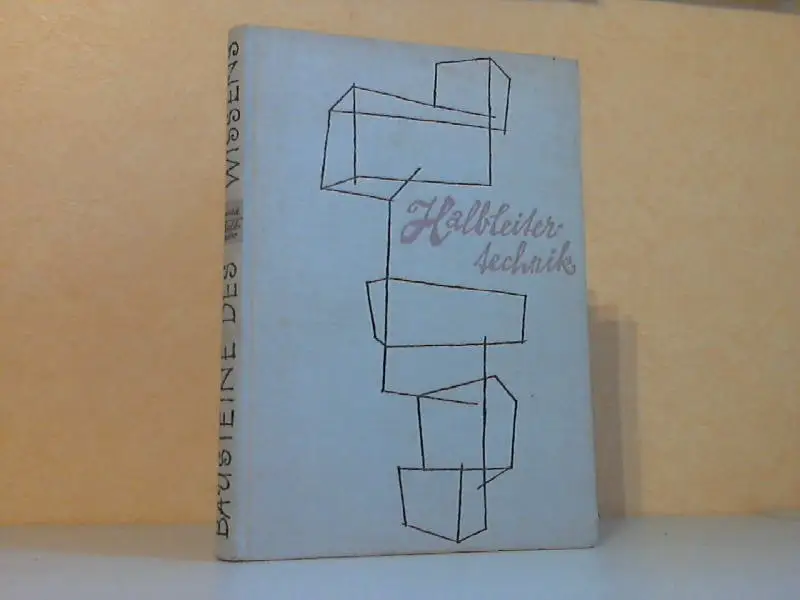 BAUSTEINE DES WISSENS
Halbleiter-
technik